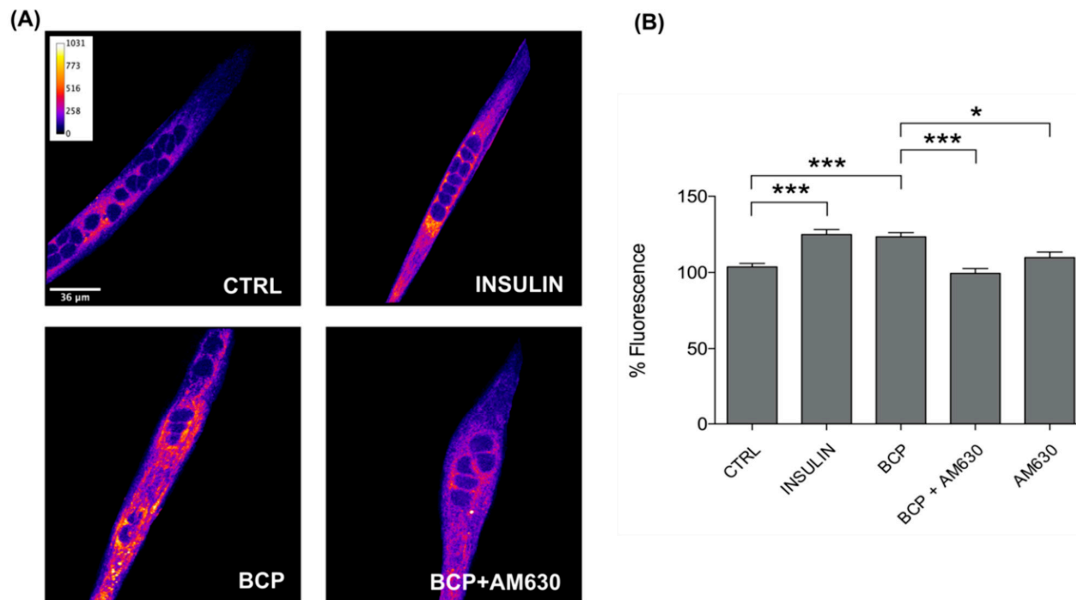 (A)
1031
773
516
258
0
36 µm
CTRL
INSULIN
BCP
BCP+AM630
(B)
*
***
***
***
150
100
50
0
% Fluorescence
CTRL
INSULIN
BCP
BCP + AM630
AM630